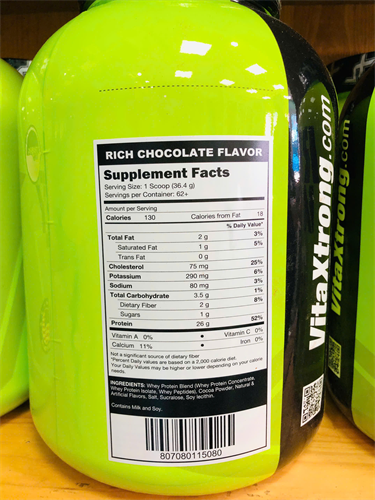 RICH CHOCOLATE FLAVOR
Supplement Facts
Serving Size: 1 Scoop (36.4 g)
Servings per Container: 62+
Amount per Serving
Calories 130 Calories from Fat 18
% Daily Value*
Total Fat 2 g 3%
Saturated Fat 1 g 5%
Trans Fat 0 g
Cholesterol 75 mg 25%
Potassium 290 mg 6%
Sodium 80 mg 3%
Total Carbohydrate 3.5 g 1%
Dietary Fiber 2 g 8%
Sugars 1 g
Protein 26 g 52%
Vitamin A 0% • Vitamin C 0%
Calcium 11% • Iron 0%
Not a significant source of dietary fiber
*Percent Daily values are based on a 2,000 calorie diet.
Your Daily Values may be higher or lower depending on your calorie
needs.
INGREDIENTS: Whey Protein Blend (Whey Protein Concentrate,
Whey Protein Isolate, Whey Peptides), Cocoa Powder, Natural &
Artificial Flavors, Salt, Sucralose, Soy lecithin.
Contains Milk and Soy.
807080115080
VitaXtrong.com
VitaXtrong.com